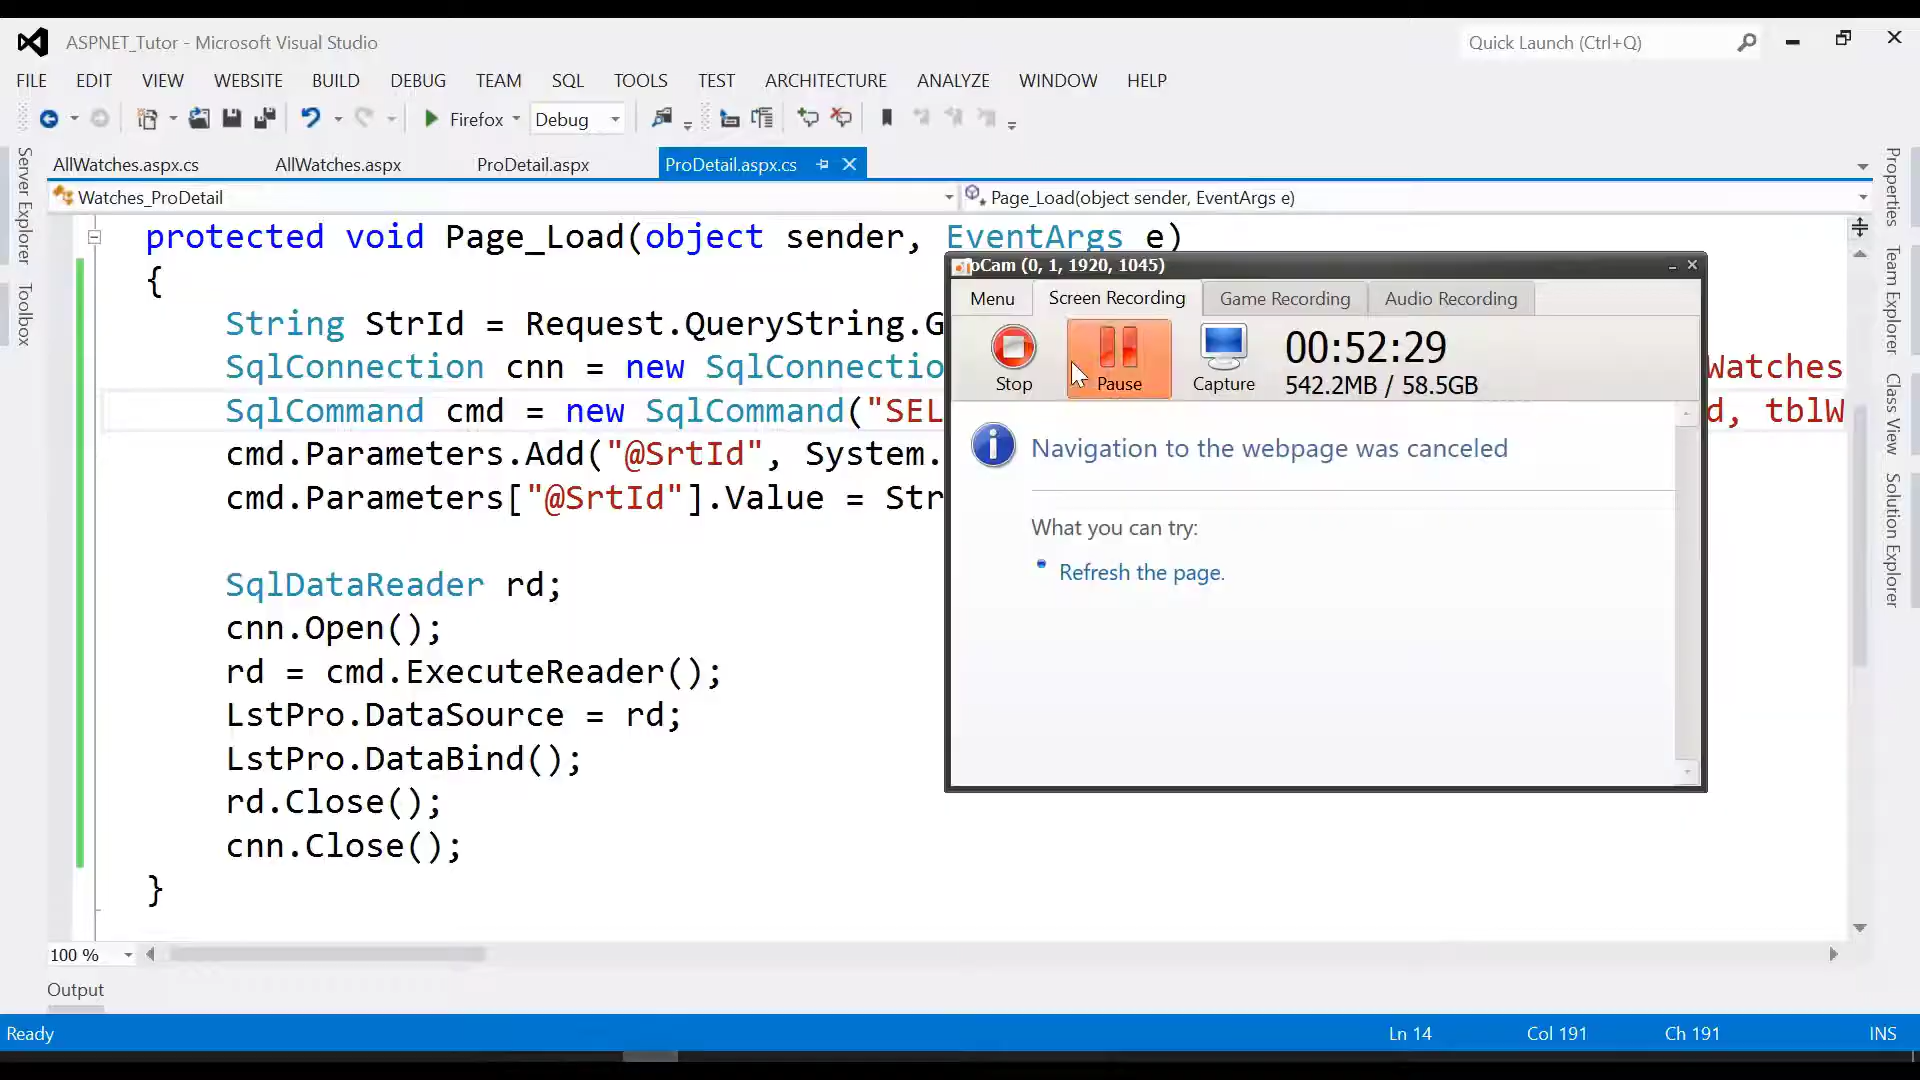 ASPNET_Tutor - Microsoft Visual Studio
Quick Launch (Ctrl+Q)
FILE EDIT VIEW WEBSITE BUILD DEBUG TEAM SQL TOOLS TEST ARCHITECTURE ANALYZE WINDOW HELP
Firefox Debug
AllWatches.aspx.cs AllWatches.aspx ProDetail.aspx ProDetail.aspx.cs
Watches_ProDetail Page_Load(object sender, EventArgs e)
Server Explorer
Toolbox
Properties
Team Explorer
Class View
Solution Explorer
protected void Page_Load(object sender, EventArgs e)
{
String StrId = Request.QueryString.G
SqlConnection cnn = new SqlConnectio Watches
SqlCommand cmd = new SqlCommand("SEL d, tblW
cmd.Parameters.Add("@SrtId", System.
cmd.Parameters["@SrtId"].Value = Str
SqlDataReader rd;
cnn.Open();
rd = cmd.ExecuteReader();
LstPro.DataSource = rd;
LstPro.DataBind();
rd.Close();
cnn.Close();
}
oCam (0, 1, 1920, 1045)
Menu Screen Recording Game Recording Audio Recording
Stop Pause Capture
00:52:29
542.2MB / 58.5GB
Navigation to the webpage was canceled
What you can try:
Refresh the page.
100 %
Output
Ready Ln 14 Col 191 Ch 191 INS